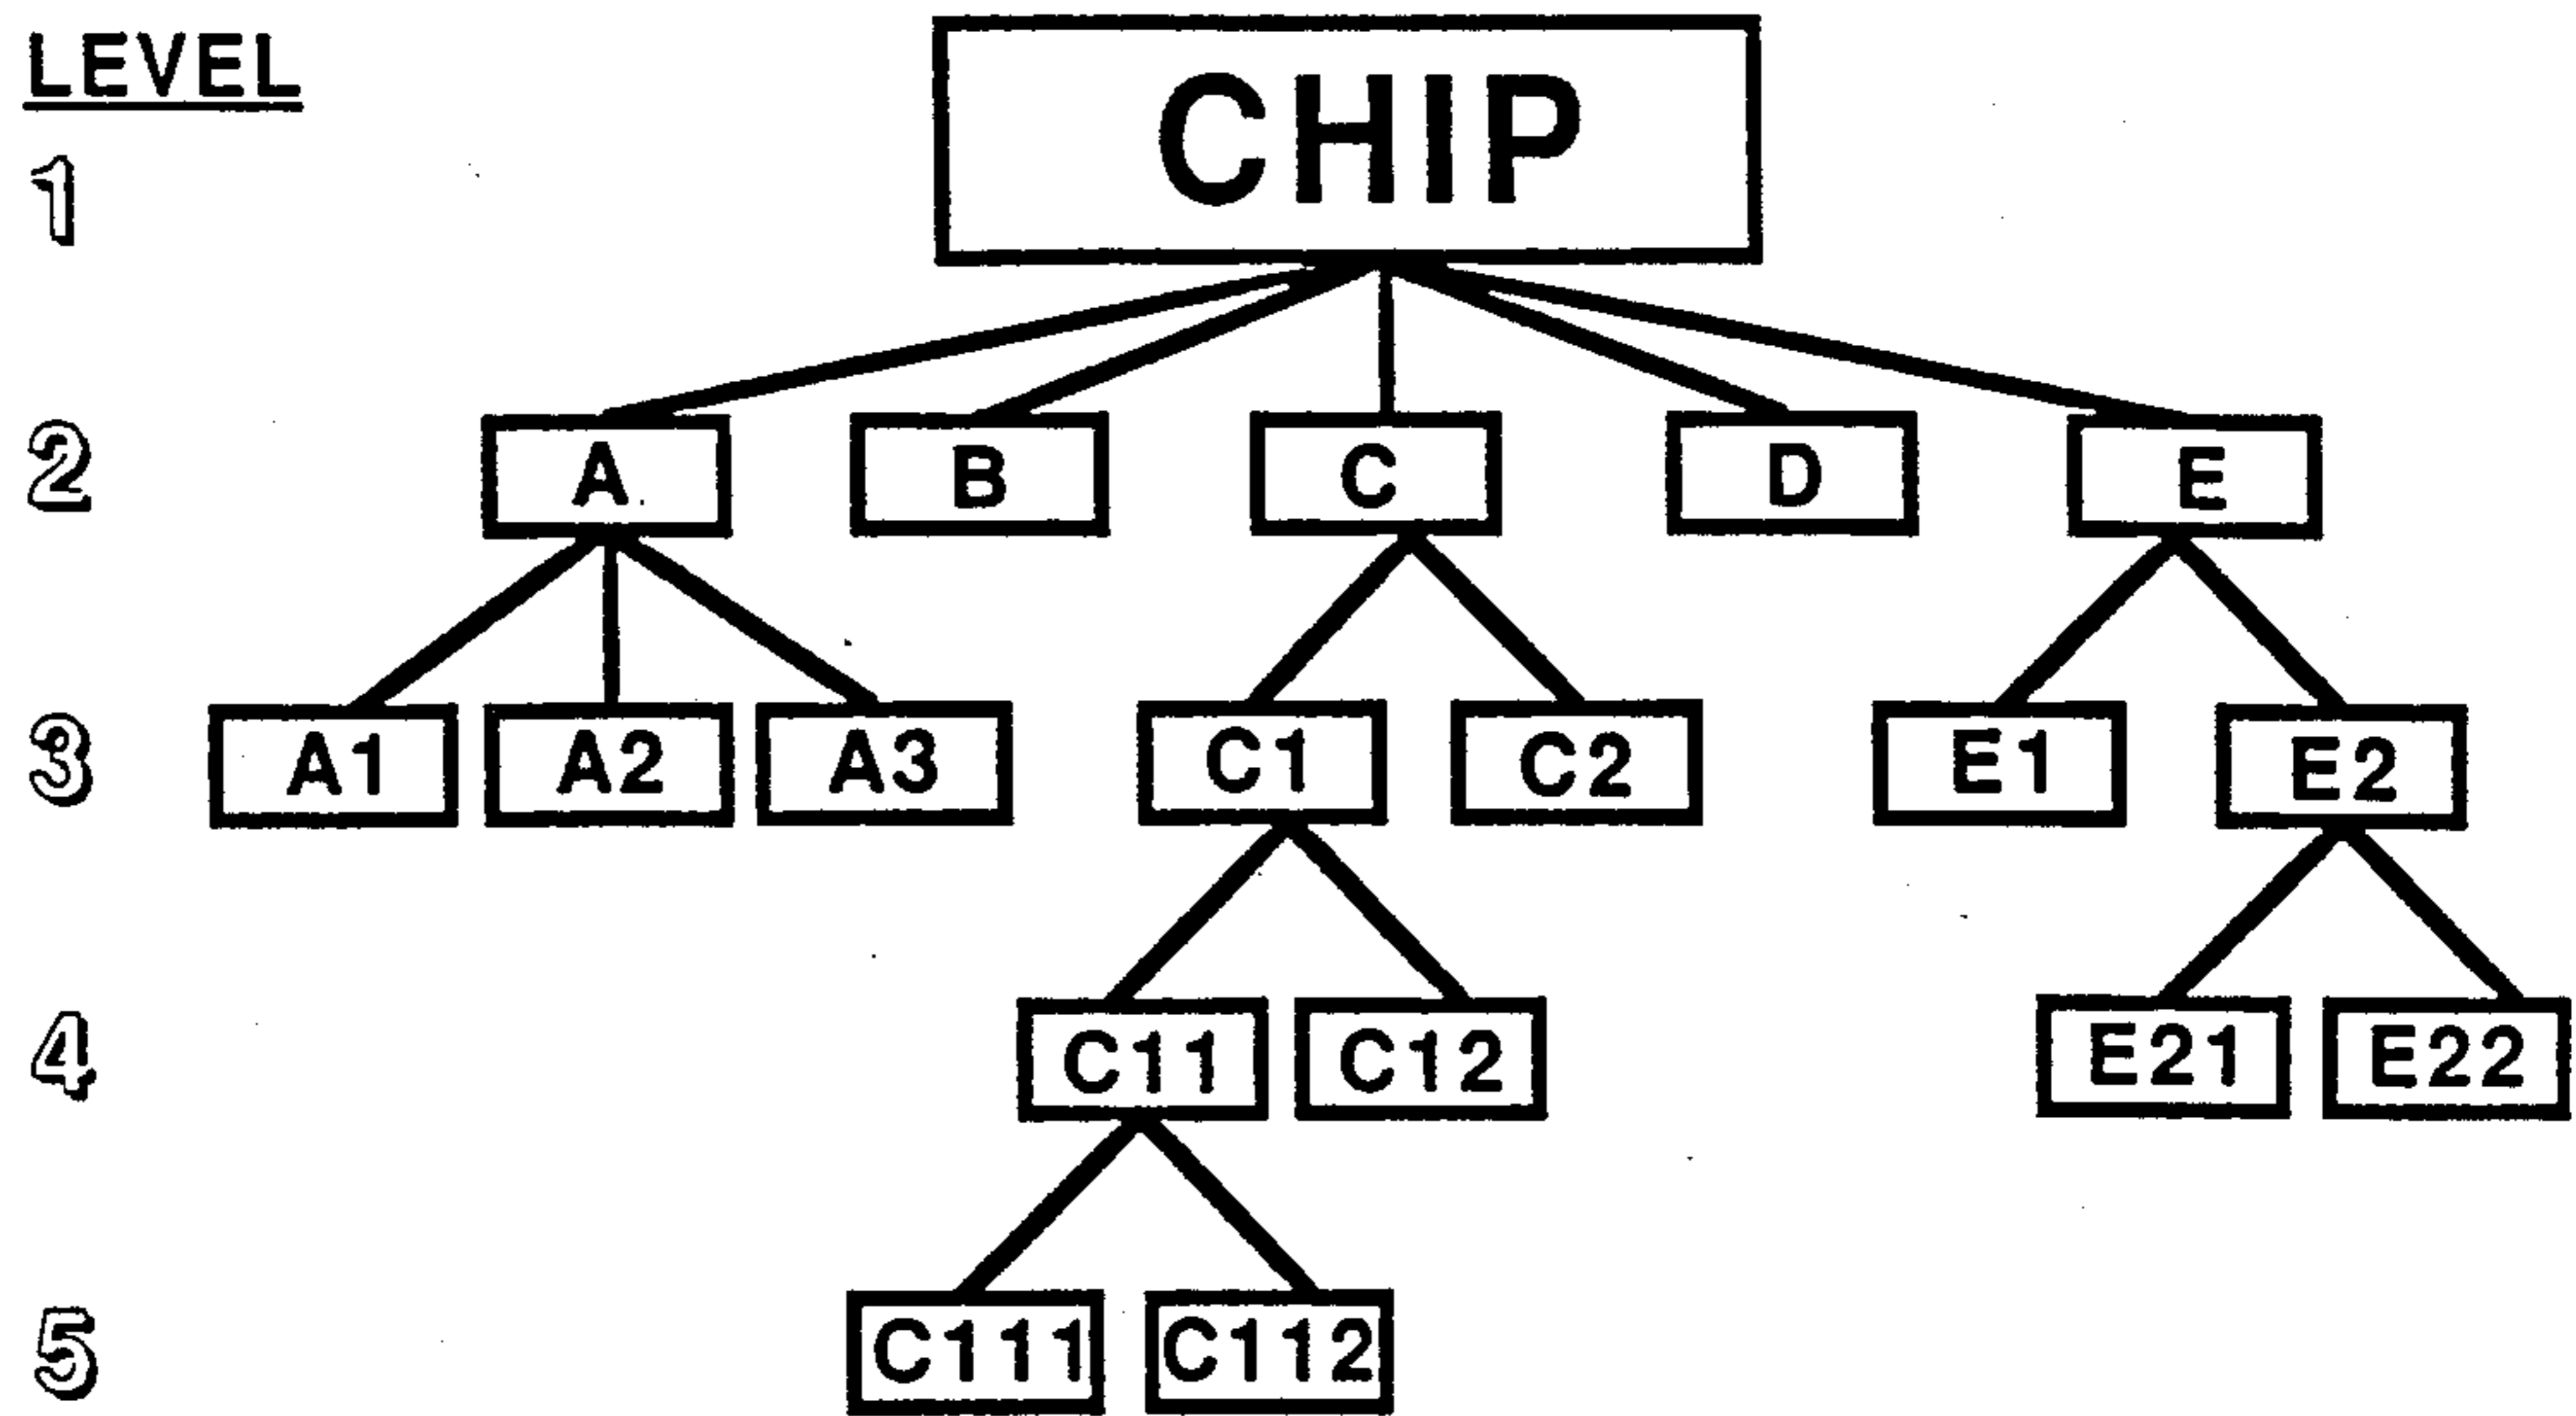 LEVEL
CHIP
1
2
A B C D E
3
A1 A2 A3 C1 C2 E1 E2
4
C11 C12 E21 E22
5
C111 C112